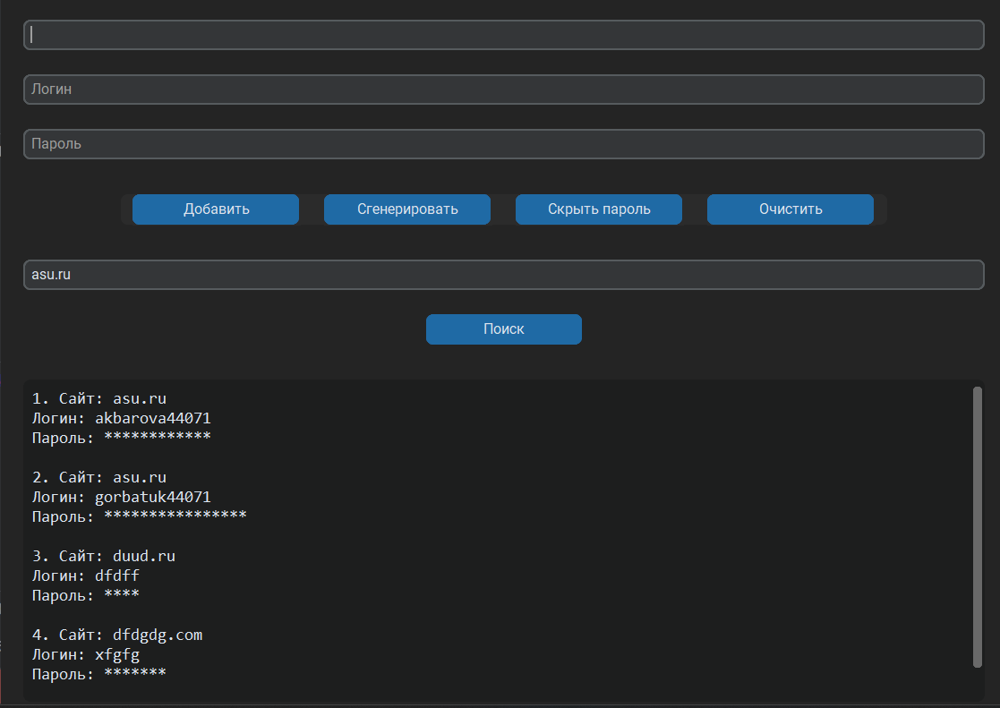 Логин
Пароль
Добавить Сгенерировать Скрыть пароль Очистить
asu.ru
Поиск
1. Сайт: asu.ru
Логин: akbarova44071
Пароль: ************
2. Сайт: asu.ru
Логин: gorbatuk44071
Пароль: ****************
3. Сайт: duud.ru
Логин: dfdff
Пароль: ****
4. Сайт: dfdgdg.com
Логин: xfgfg
Пароль: *******